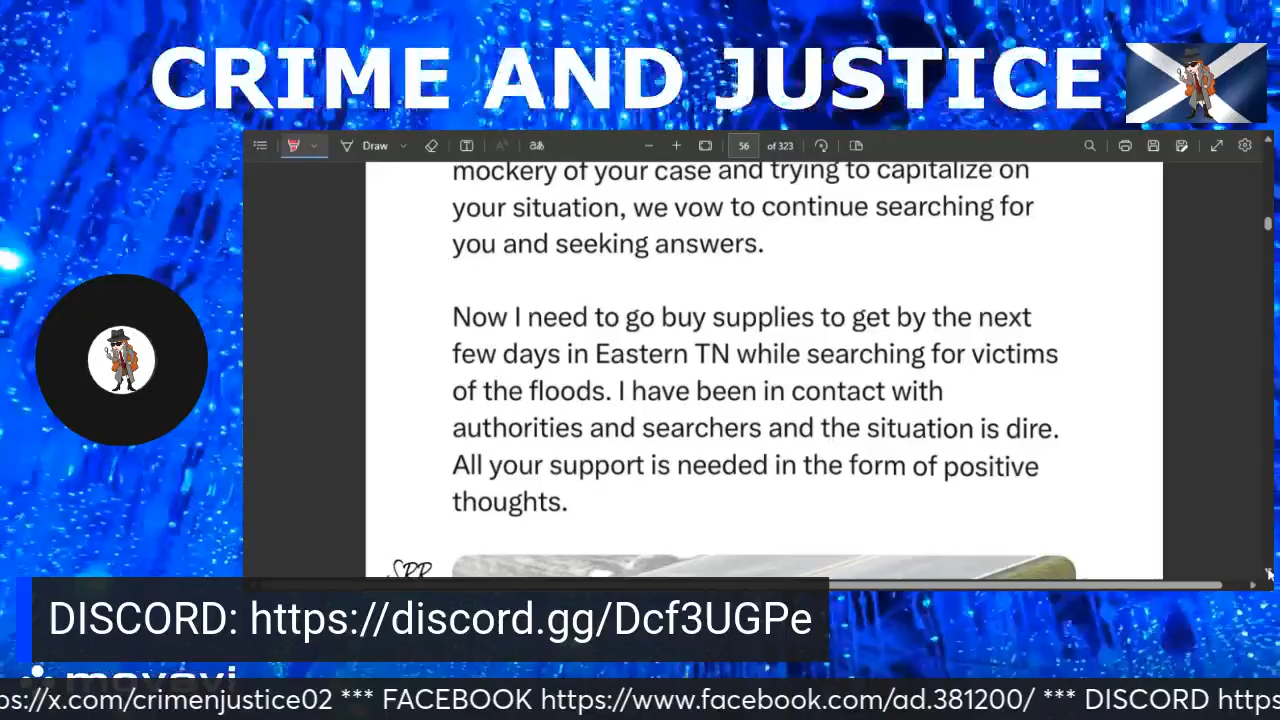 CRIME AND JUSTICE
Draw
56 of 323
mockery of your case and trying to capitalize on
your situation, we vow to continue searching for
you and seeking answers.
Now I need to go buy supplies to get by the next
few days in Eastern TN while searching for victims
of the floods. I have been in contact with
authorities and searchers and the situation is dire.
All your support is needed in the form of positive
thoughts.
DISCORD: https://discord.gg/Dcf3UGPe
movavi
ps://x.com/crimenjustice02 *** FACEBOOK https://www.facebook.com/ad.381200/ *** DISCORD https